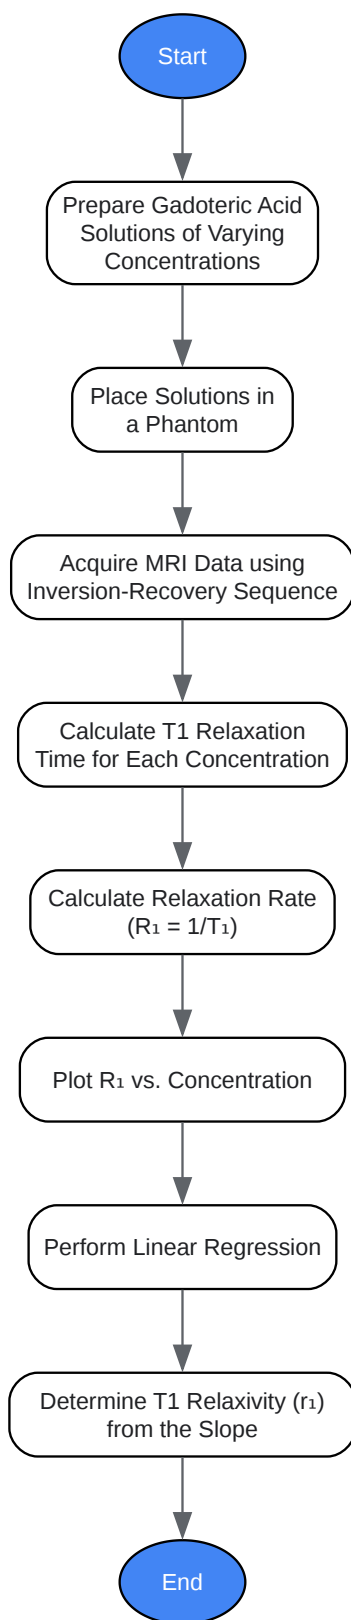 Start
Prepare Gadoteric Acid
Solutions of Varying
Concentrations
Place Solutions in
a Phantom
Acquire MRI Data using
Inversion-Recovery Sequence
Calculate T1 Relaxation
Time for Each Concentration
Calculate Relaxation Rate
(R₁ = 1/T₁)
Plot R₁ vs. Concentration
Perform Linear Regression
Determine T1 Relaxivity (r₁)
from the Slope
End